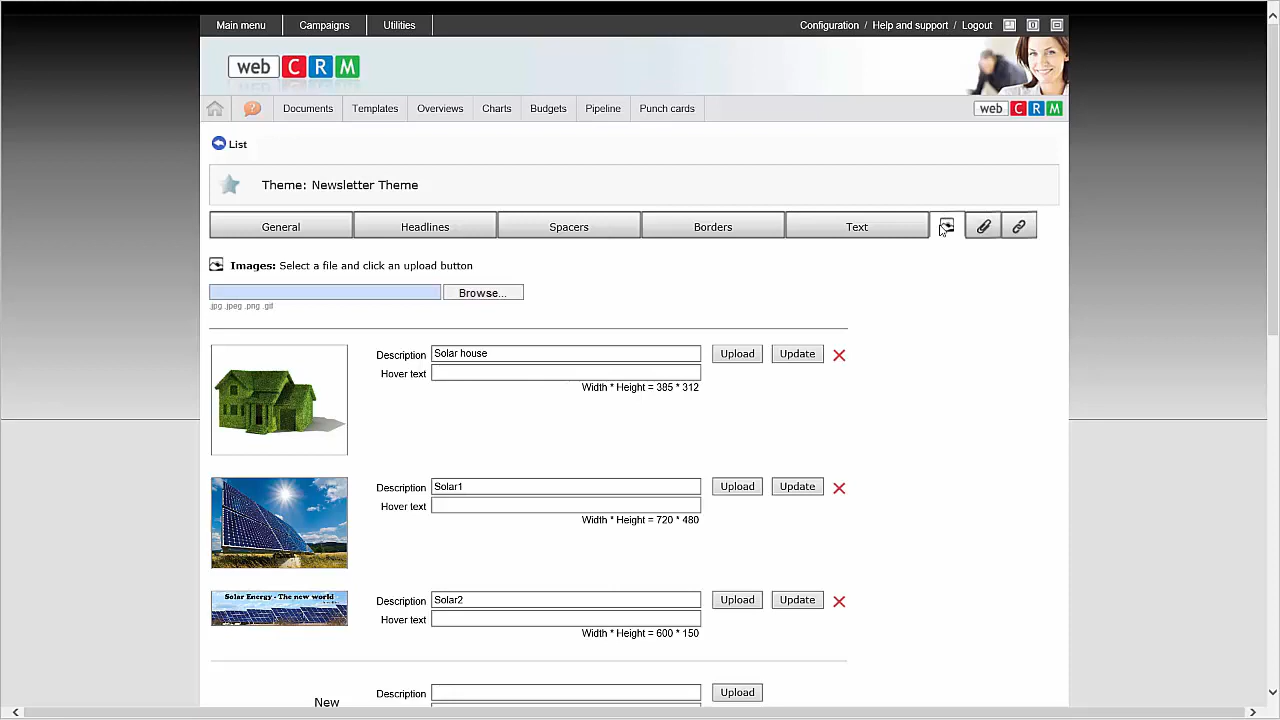 Main menu Campaigns Utilities Configuration / Help and support / Logout
web CRM
Documents Templates Overviews Charts Budgets Pipeline Punch cards web CRM
List
Theme: Newsletter Theme
General Headlines Spacers Borders Text
Images: Select a file and click an upload button
Browse...
.jpg .jpeg .png .gif
Description Solar house Upload Update
Hover text
Width * Height = 385 * 312
Description Solar1 Upload Update
Hover text
Width * Height = 720 * 480
Solar Energy - The new world
Description Solar2 Upload Update
Hover text
Width * Height = 600 * 150
Description Upload
New